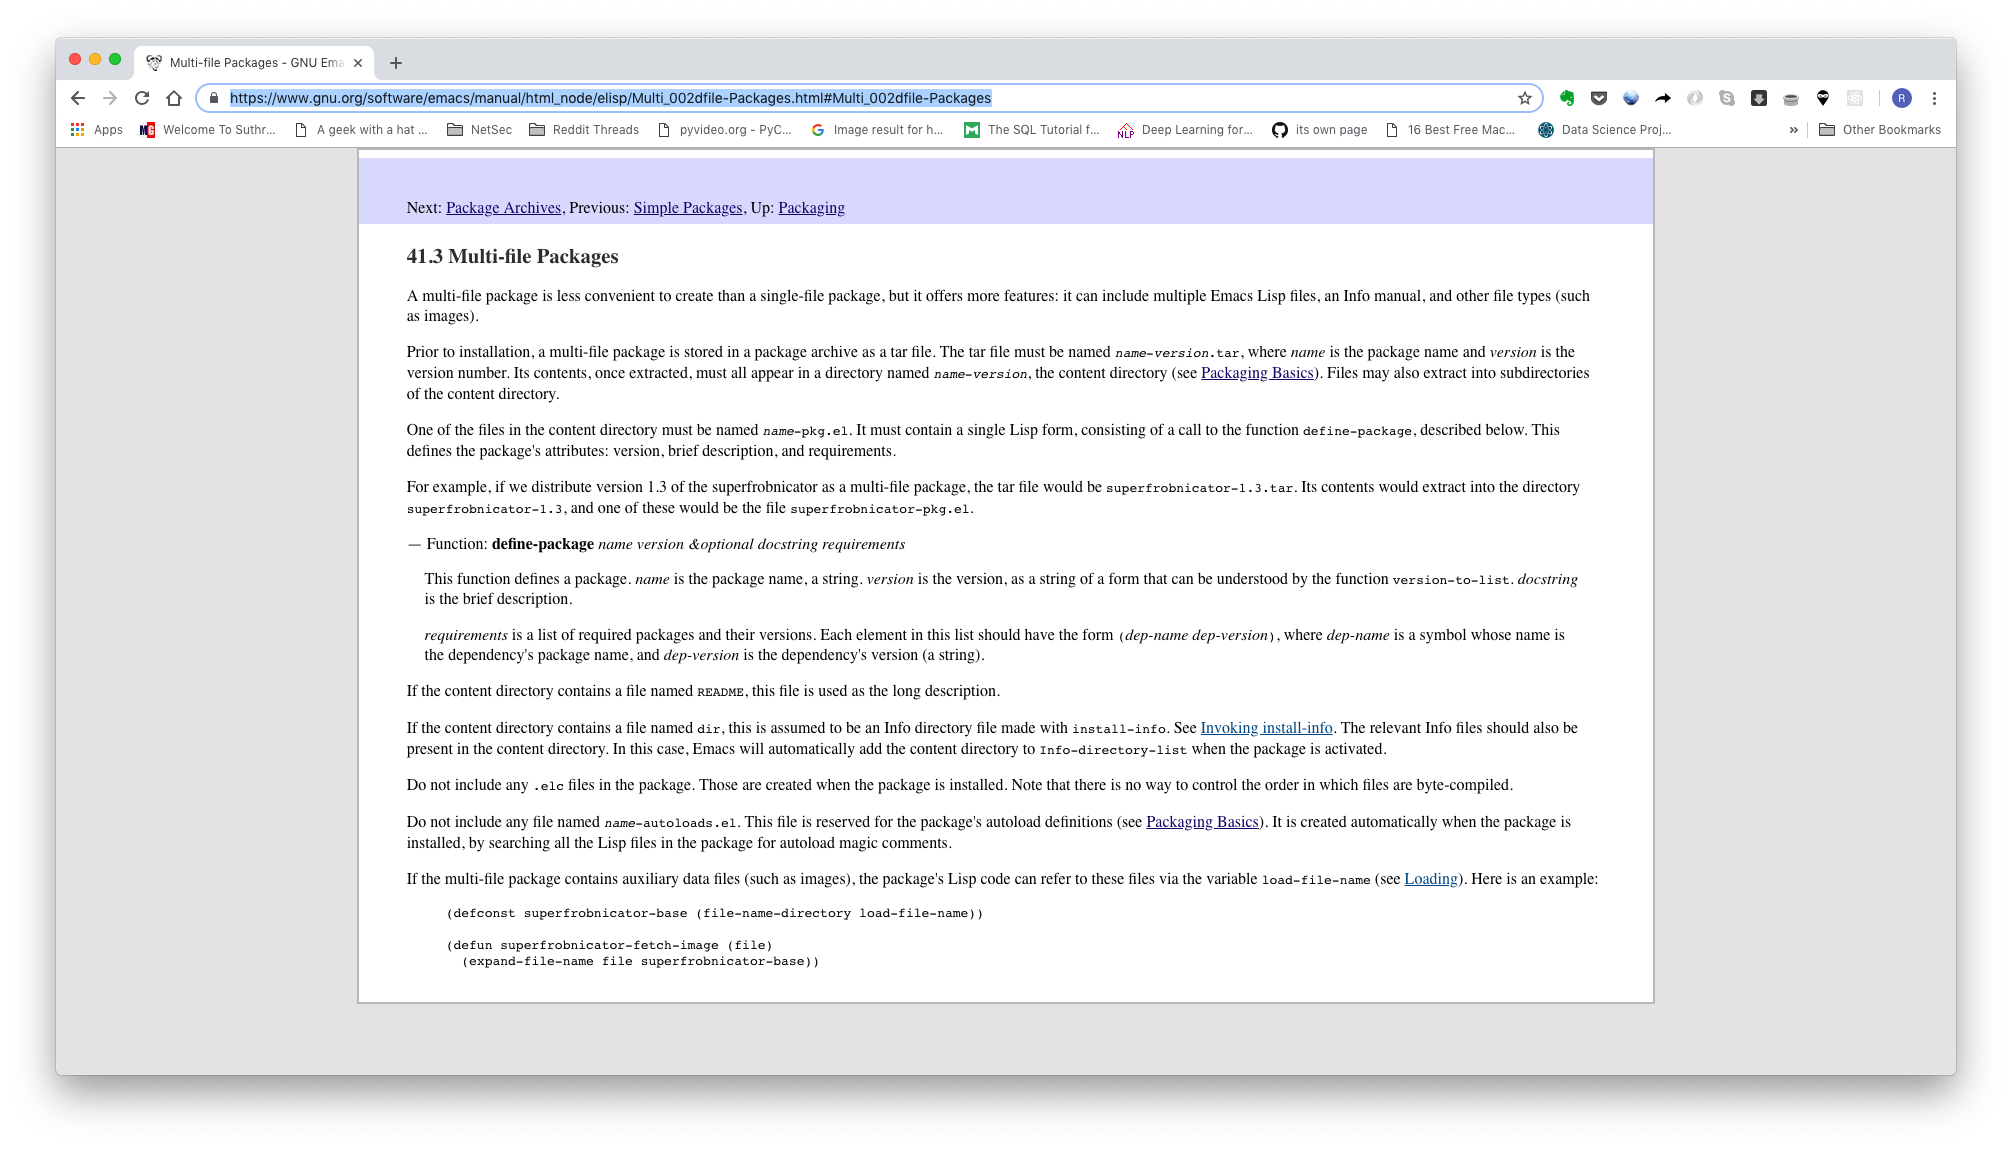 Multi-file Packages - GNU Ema
https://www.gnu.org/software/emacs/manual/html_node/elisp/Multi_002dfile-Packages.html#Multi_002dfile-Packages
R
Apps
Welcome To Suthr...
A geek with a hat ...
NetSec
Reddit Threads
pyvideo.org - PyC...
Image result for h...
The SQL Tutorial f...
NLP
Deep Learning for...
its own page
16 Best Free Mac...
Data Science Proj...
»
Other Bookmarks
Next: Package Archives, Previous: Simple Packages, Up: Packaging
41.3 Multi-file Packages
A multi-file package is less convenient to create than a single-file package, but it offers more features: it can include multiple Emacs Lisp files, an Info manual, and other file types (such
as images).
Prior to installation, a multi-file package is stored in a package archive as a tar file. The tar file must be named name-version.tar, where name is the package name and version is the
version number. Its contents, once extracted, must all appear in a directory named name-version, the content directory (see Packaging Basics). Files may also extract into subdirectories
of the content directory.
One of the files in the content directory must be named name-pkg.el. It must contain a single Lisp form, consisting of a call to the function define-package, described below. This
defines the package's attributes: version, brief description, and requirements.
For example, if we distribute version 1.3 of the superfrobnicator as a multi-file package, the tar file would be superfrobnicator-1.3.tar. Its contents would extract into the directory
superfrobnicator-1.3, and one of these would be the file superfrobnicator-pkg.el.
— Function: define-package name version &optional docstring requirements
This function defines a package. name is the package name, a string. version is the version, as a string of a form that can be understood by the function version-to-list. docstring
is the brief description.
requirements is a list of required packages and their versions. Each element in this list should have the form (dep-name dep-version), where dep-name is a symbol whose name is
the dependency's package name, and dep-version is the dependency's version (a string).
If the content directory contains a file named README, this file is used as the long description.
If the content directory contains a file named dir, this is assumed to be an Info directory file made with install-info. See Invoking install-info. The relevant Info files should also be
present in the content directory. In this case, Emacs will automatically add the content directory to Info-directory-list when the package is activated.
Do not include any .elc files in the package. Those are created when the package is installed. Note that there is no way to control the order in which files are byte-compiled.
Do not include any file named name-autoloads.el. This file is reserved for the package's autoload definitions (see Packaging Basics). It is created automatically when the package is
installed, by searching all the Lisp files in the package for autoload magic comments.
If the multi-file package contains auxiliary data files (such as images), the package's Lisp code can refer to these files via the variable load-file-name (see Loading). Here is an example:
(defconst superfrobnicator-base (file-name-directory load-file-name))
(defun superfrobnicator-fetch-image (file)
(expand-file-name file superfrobnicator-base))